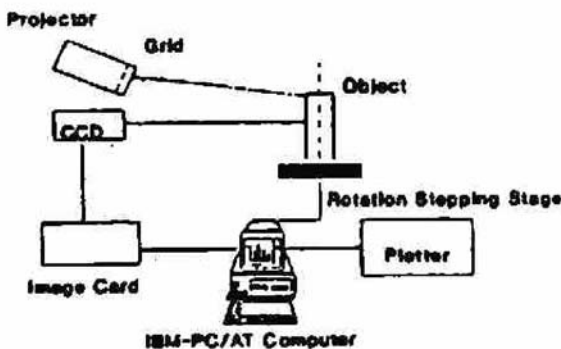 Projector
Grid
Object
CCD
Rotation Stepping Stage
Plotter
Image Card
IBM-PC/AT Computer